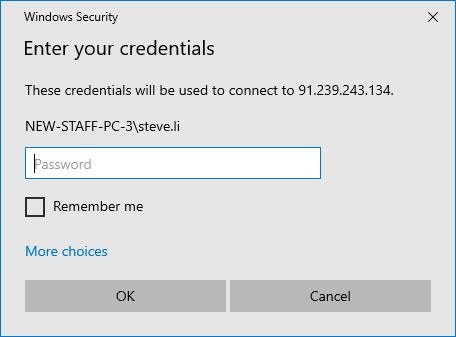 Windows Security
Enter your credentials
These credentials will be used to connect to 91.239.243.134.
NEW-STAFF-PC-3\steve.li
Password
Remember me
More choices
OK
Cancel